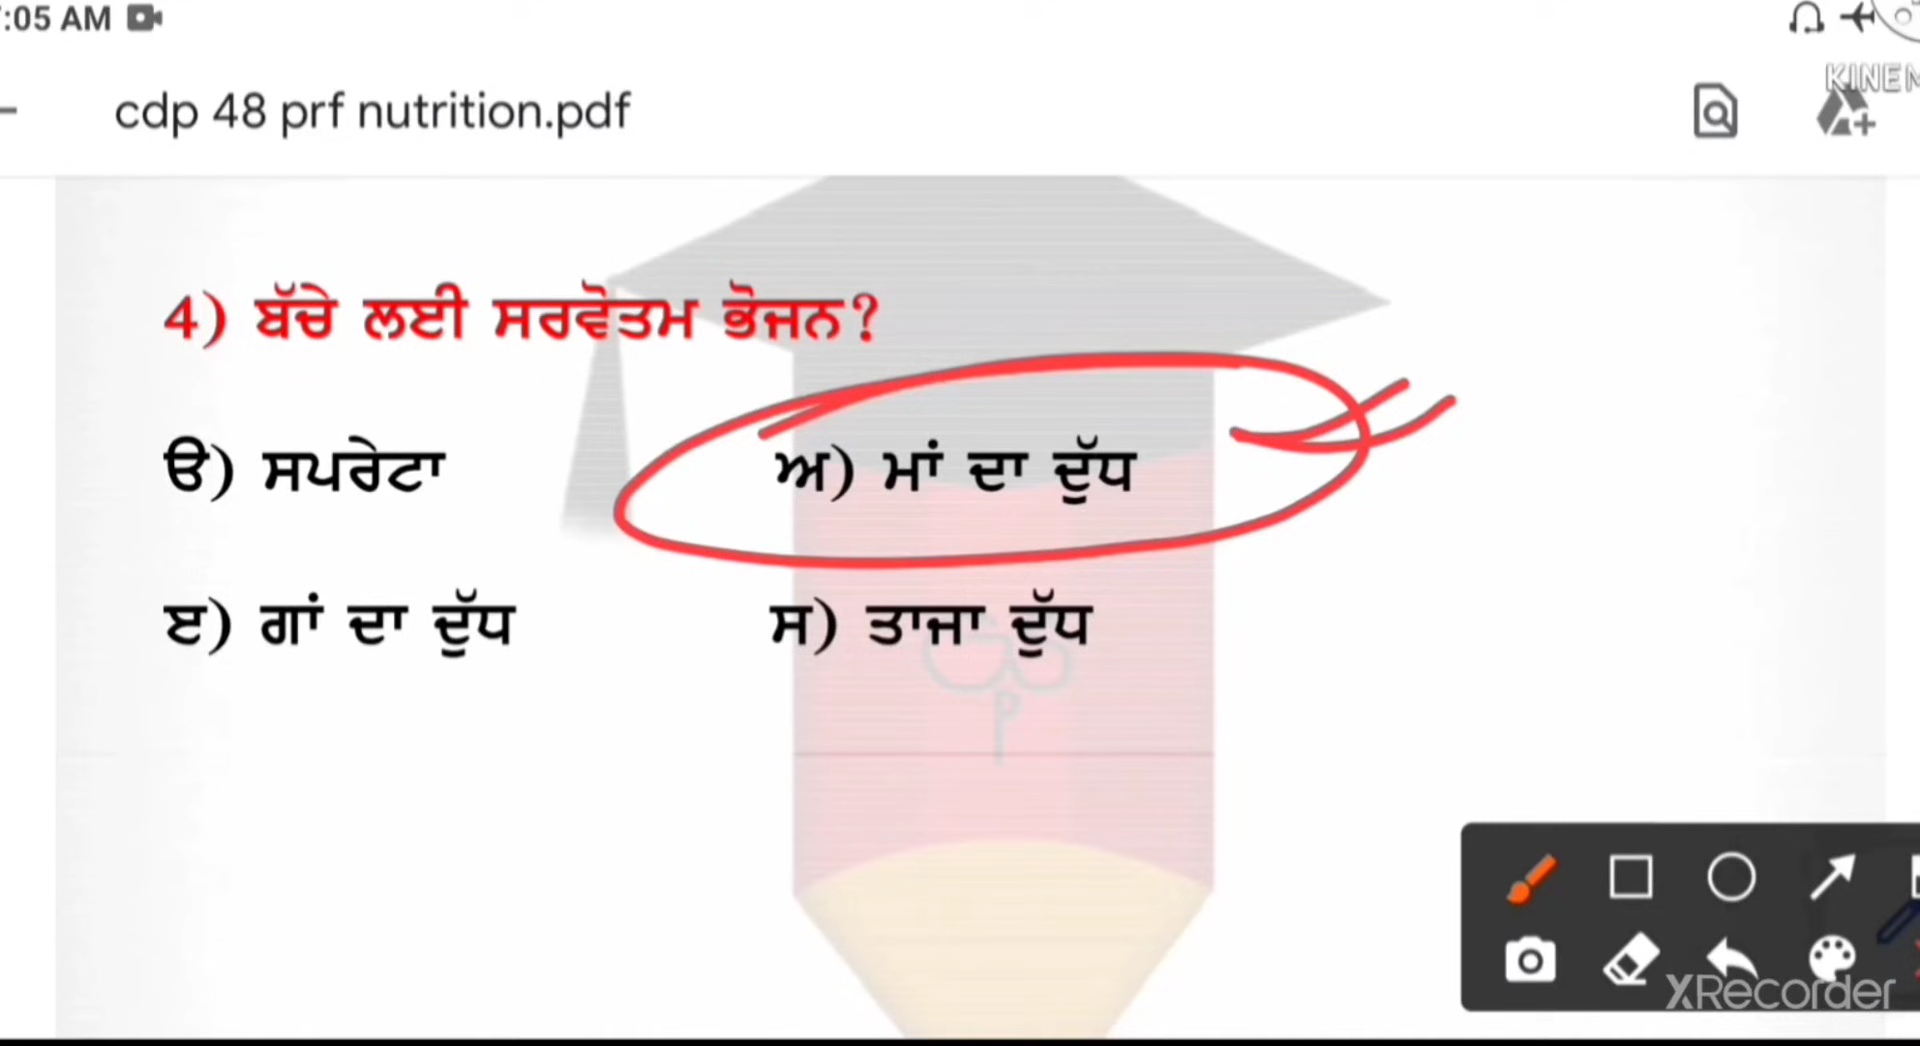 :05 AM
KINEM
cdp 48 prf nutrition.pdf
4) ਬੱਚੇ ਲਈ ਸਰਵੋਤਮ ਭੋਜਨ?
ੳ) ਸਪਰੇਟਾ ਅ) ਮਾਂ ਦਾ ਦੁੱਧ
ੲ) ਗਾਂ ਦਾ ਦੁੱਧ ਸ) ਤਾਜਾ ਦੁੱਧ
XRecorder